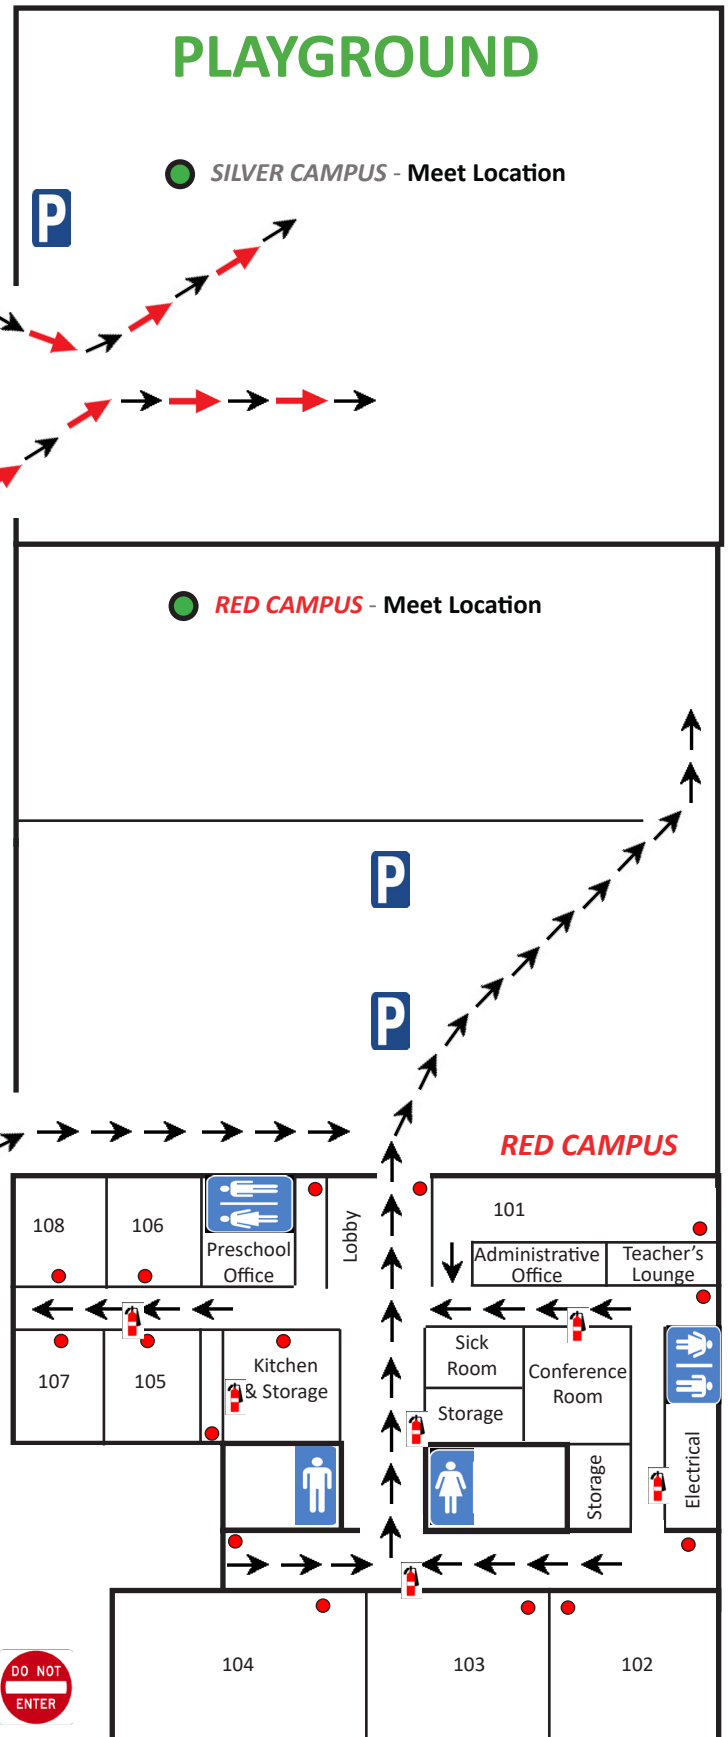 PLAYGROUND
SILVER CAMPUS - Meet Location
P
RED CAMPUS - Meet Location
P
P
RED CAMPUS
108
106
Preschool
Office
Lobby
101
Administrative
Office
Teacher's
Lounge
107
105
Kitchen
& Storage
Sick
Room
Storage
Conference
Room
Storage
Electrical
104
103
102
DO NOT
ENTER